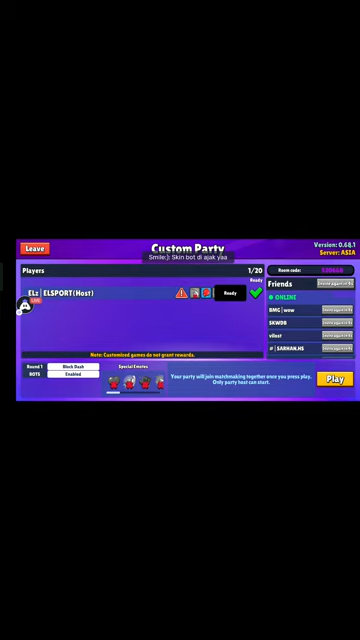 Leave
Custom Party
Version: 0.68.1
Server: ASIA
Smile:): Skin bot di ajak yaa
Players
1/20
Room code:
Ready
Friends
ELz | ELSPORT(Host)
Ready
LIVE
ONLINE
BMG | wow
SKWDB
vilust
# | SARHAN.HS
Note: Customized games do not grant rewards.
Round 1
Block Dash
BOTS
Enabled
Special Emotes
Your party will join matchmaking together once you press play.
Only party host can start.
Play